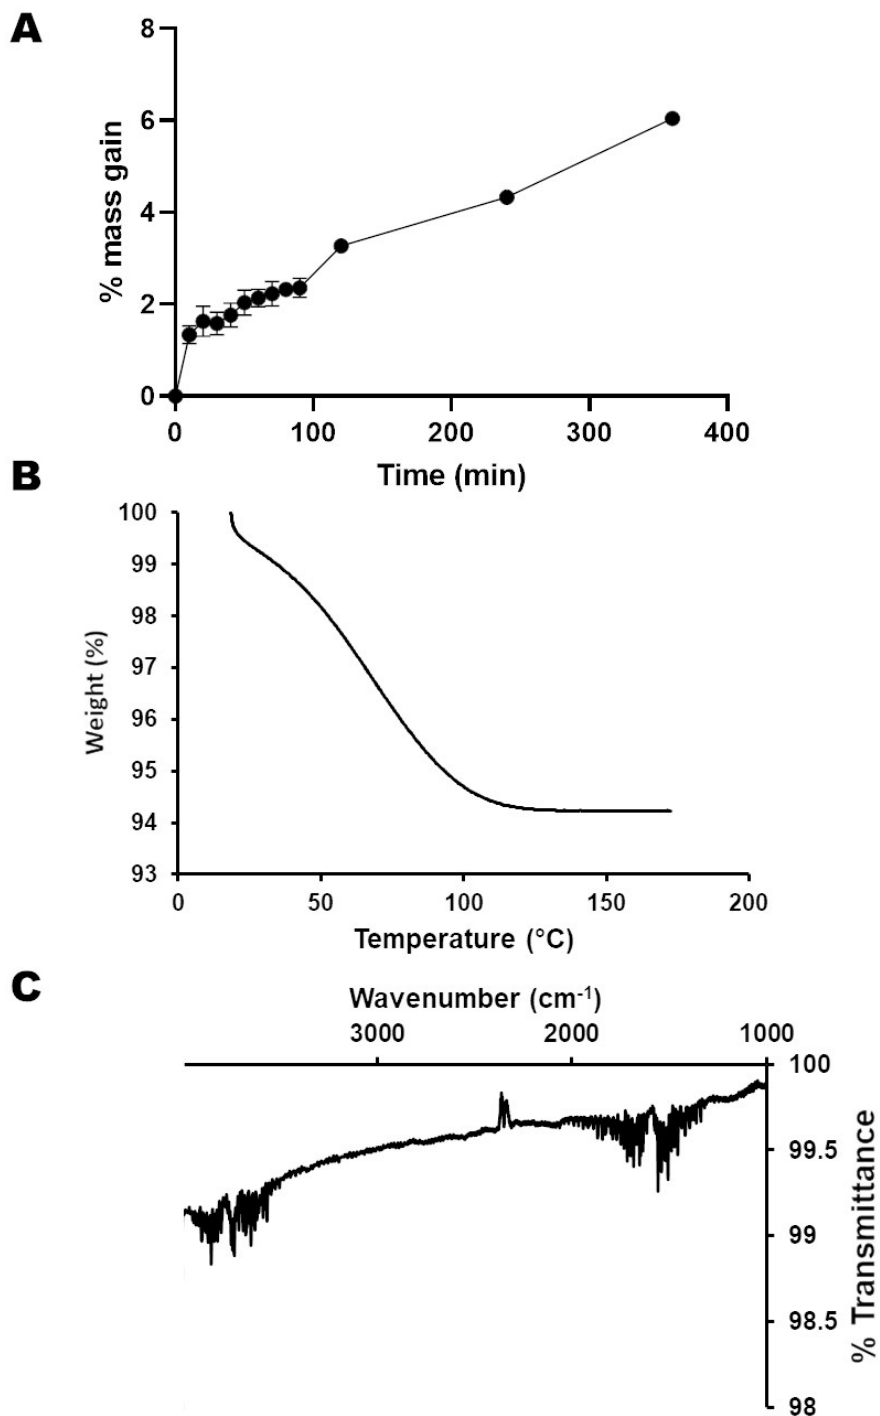 A
8
6
4
2
0
% mass gain
0 100 200 300 400
Time (min)
B
100
99
98
97
96
95
94
93
Weight (%)
0 50 100 150 200
Temperature (°C)
C
Wavenumber (cm-1)
3000 2000 1000
100
99.5
99
98.5
98
% Transmittance